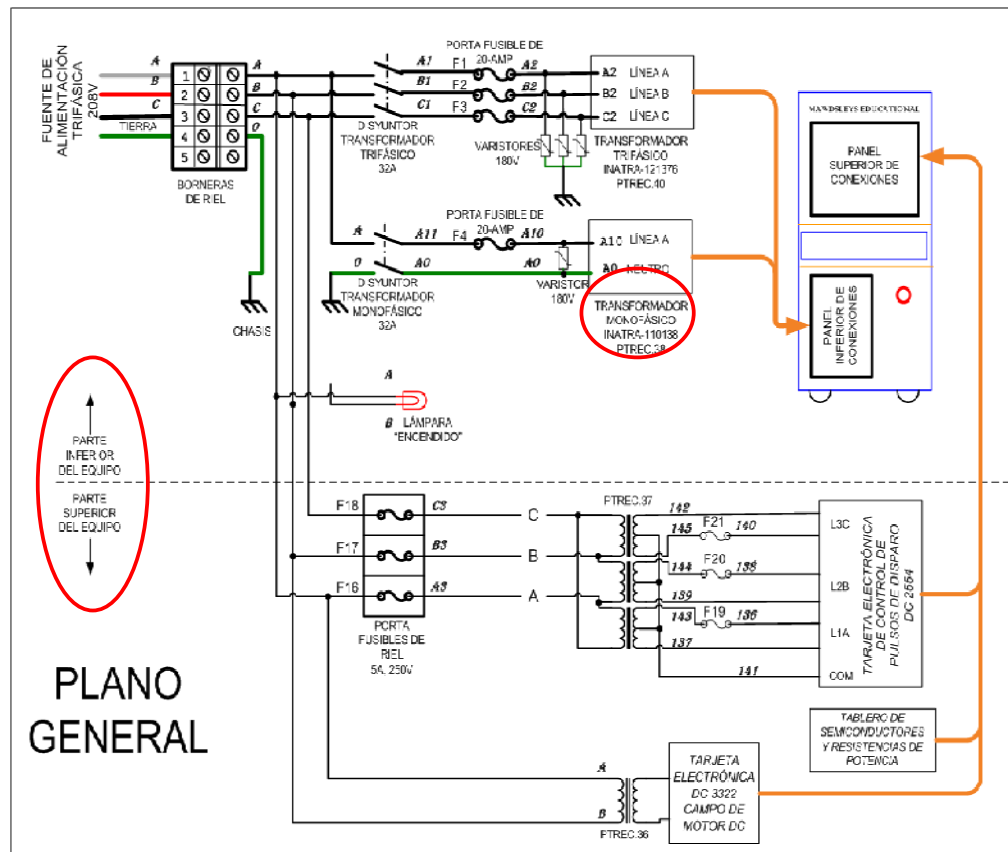 FUENTE DE
ALIMENTACIÓN
TRIFÁSICA
208V
A
B
C
TIERRA
1
2
3
4
5
A
B
C
0
BORNERAS
DE RIEL
CHASIS
A1
B1
C1
DISYUNTOR
TRANSFORMADOR
TRIFÁSICO
32A
PORTA FUSIBLE DE
20-AMP
F1
F2
F3
A2
B2
C2
VARISTORES
180V
A2 LÍNEA A
B2 LÍNEA B
C2 LÍNEA C
TRANSFORMADOR
TRIFÁSICO
INATRA-121376
PTREC.40
A
0
A11
A0
DISYUNTOR
TRANSFORMADOR
MONOFÁSICO
32A
PORTA FUSIBLE DE
20-AMP
F4
A10
A0
VARISTOR
180V
A10 LÍNEA A
A0 NEUTRO
TRANSFORMADOR
MONOFÁSICO
INATRA-110138
PTREC.38
MAWDSLEYS EDUCATIONAL
PANEL
SUPERIOR DE
CONEXIONES
PANEL
INFERIOR DE
CONEXIONES
A
B
LÁMPARA
"ENCENDIDO"
PARTE
INFERIOR
DEL EQUIPO
PARTE
SUPERIOR
DEL EQUIPO
F18
F17
F16
C3
B3
A3
PORTA
FUSIBLES DE
RIEL
5A, 250V
C
B
A
PTREC.37
142
145
F21
140
144
F20
138
139
143
F19
136
137
141
L3C
L2B
L1A
COM
TARJETA ELECTRÓNICA
DE CONTROL DE
PULSOS DE DISPARO
DC 2554
PLANO
GENERAL
TABLERO DE
SEMICONDUCTORES
Y RESISTENCIAS DE
POTENCIA
A
B
PTREC.36
TARJETA
ELECTRÓNICA
DC 3322
CAMPO DE
MOTOR DC